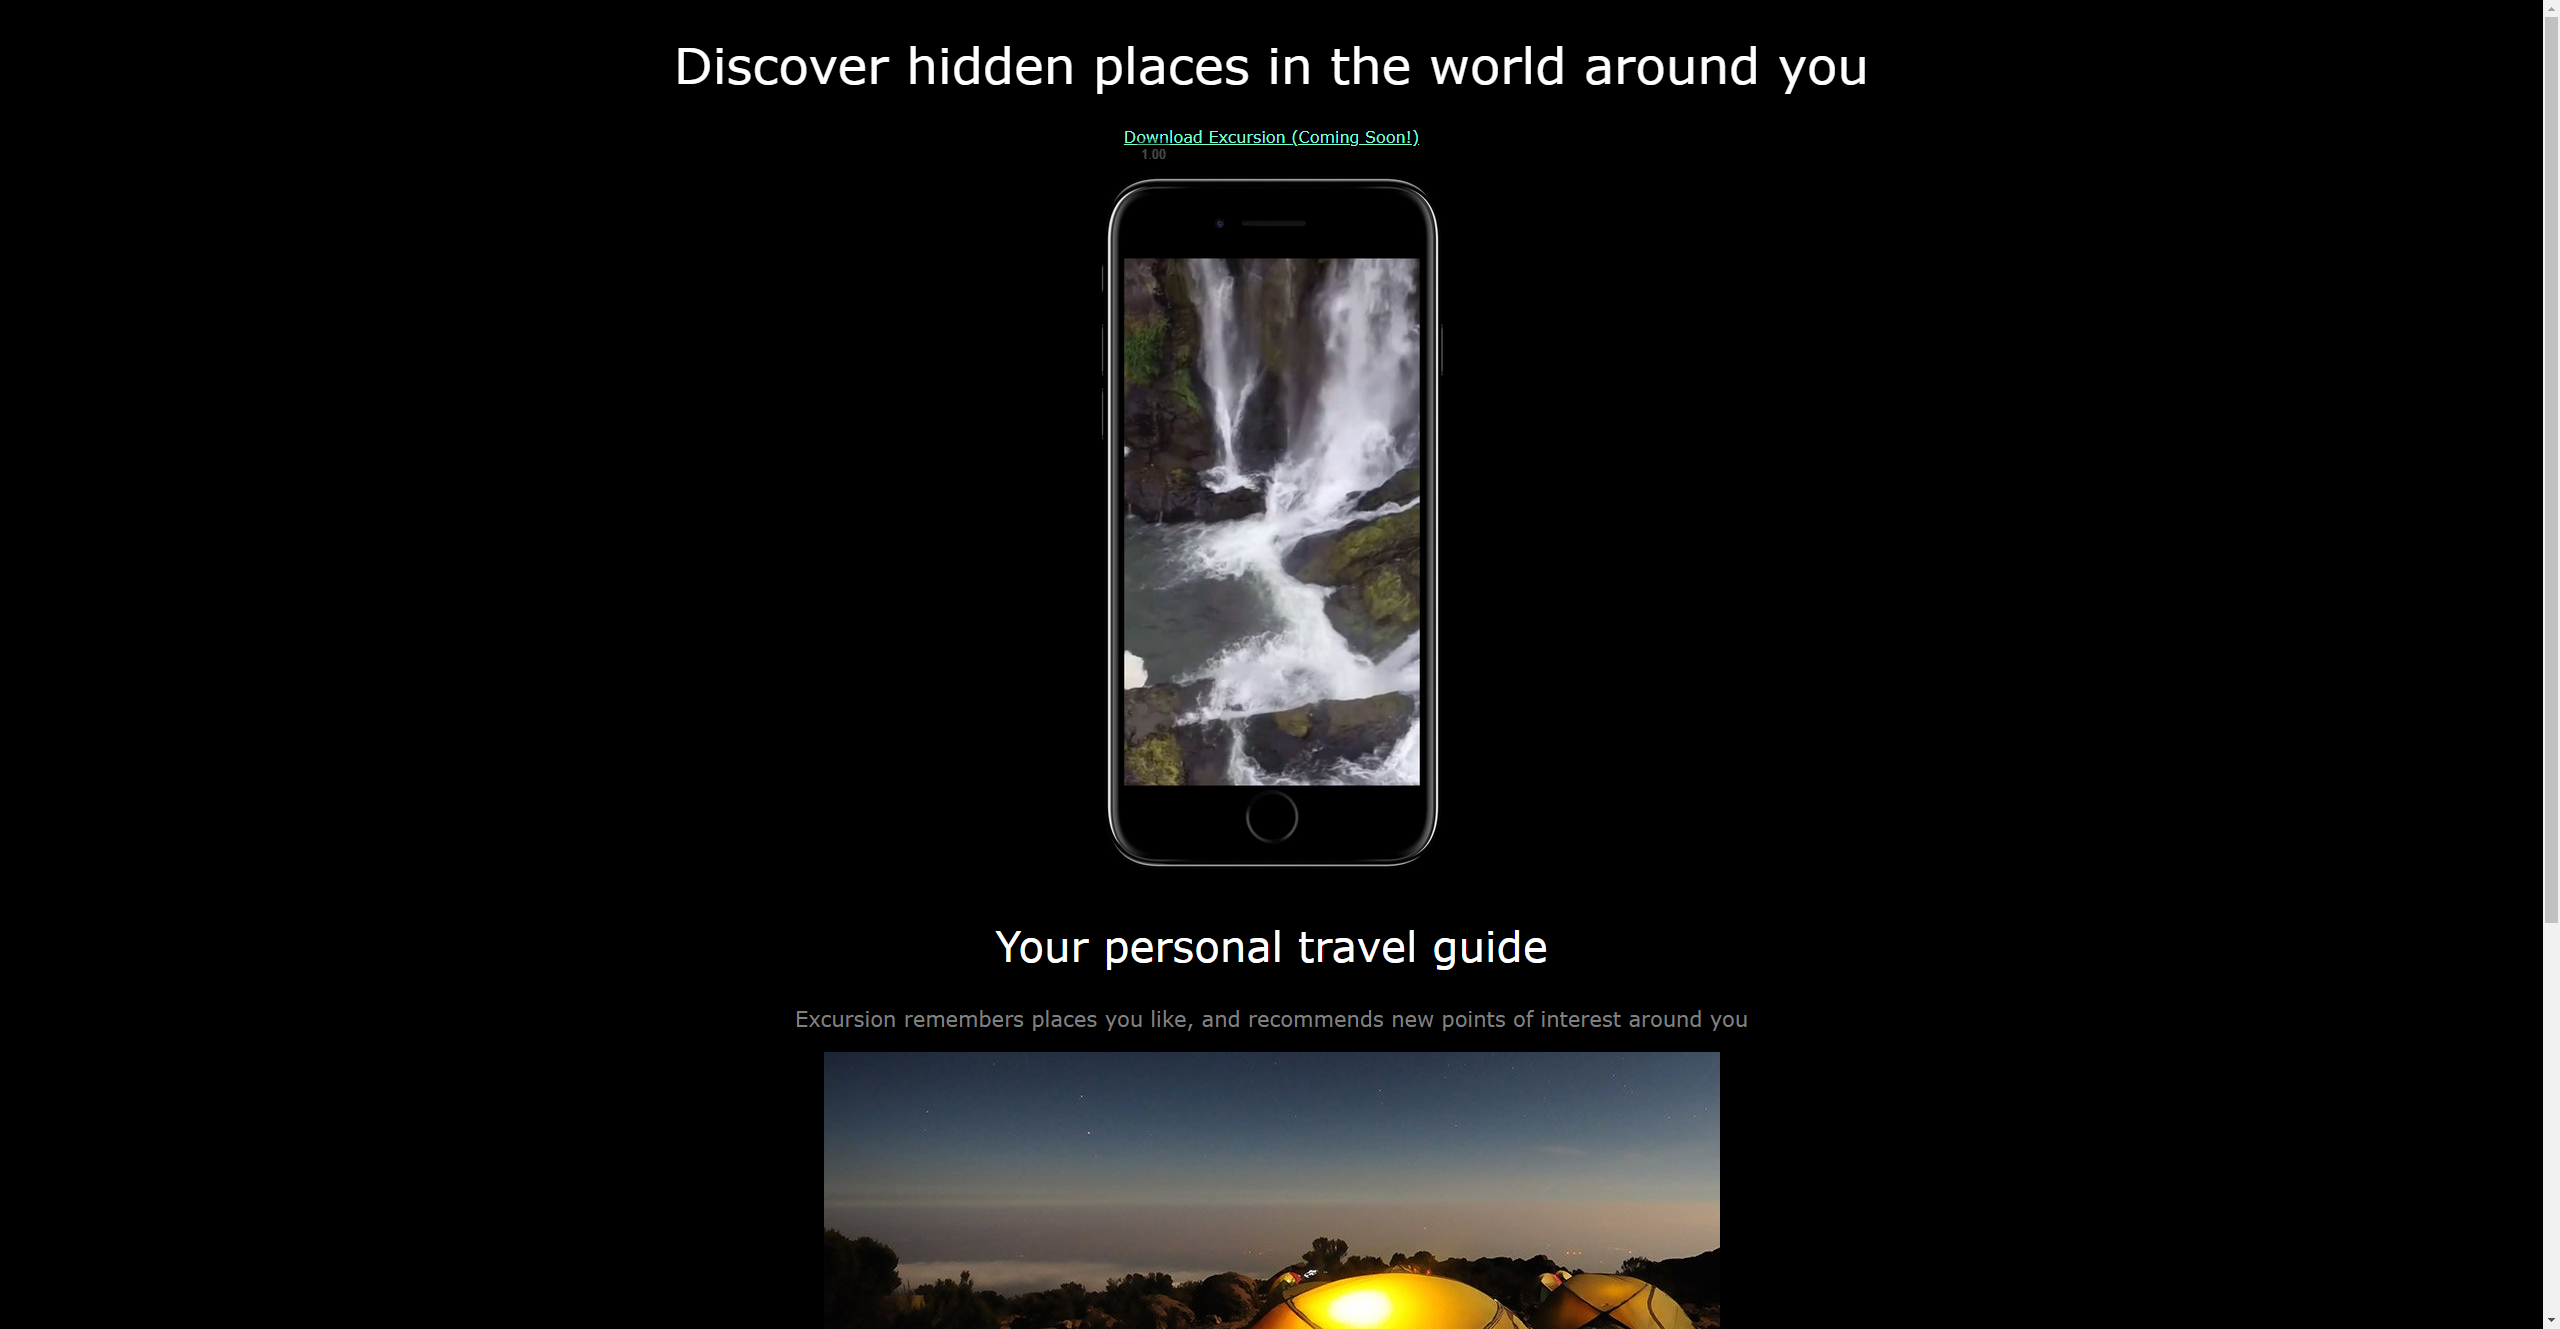 Discover hidden places in the world around you
Download Excursion (Coming Soon!)
1.00
Your personal travel guide
Excursion remembers places you like, and recommends new points of interest around you